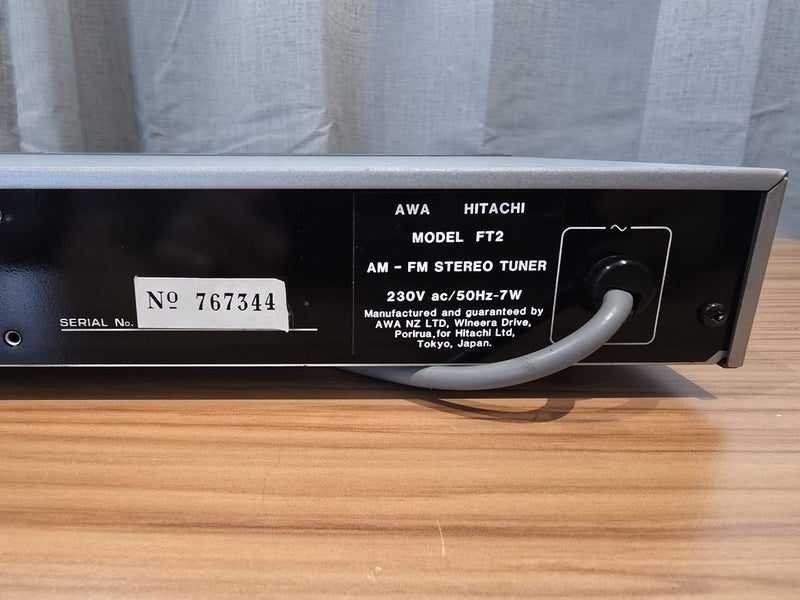 AWA HITACHI
MODEL FT2
AM - FM STEREO TUNER
230V ac/50Hz-7W
Manufactured and guaranteed by
AWA NZ LTD, Wineera Drive,
Porirua,for Hitachi Ltd,
Tokyo, Japan.
~
SERIAL No. Nº 767344